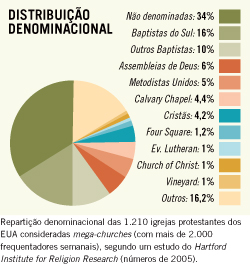 DISTRIBUIÇÃO
DENOMINACIONAL
Não denominadas: 34%
Baptistas do Sul: 16%
Outros Baptistas: 10%
Assembleias de Deus: 6%
Metodistas Unidos: 5%
Calvary Chapel: 4,4%
Cristãs: 4,2%
Four Square: 1,2%
Ev. Lutheran: 1%
Church of Christ: 1%
Vineyard: 1%
Outros: 16,2%
Repartição denominacional das 1.210 igrejas protestantes dos
EUA consideradas mega-churches (com mais de 2.000
frequentadores semanais), segundo um estudo do Hartford
Institute for Religion Research (números de 2005).